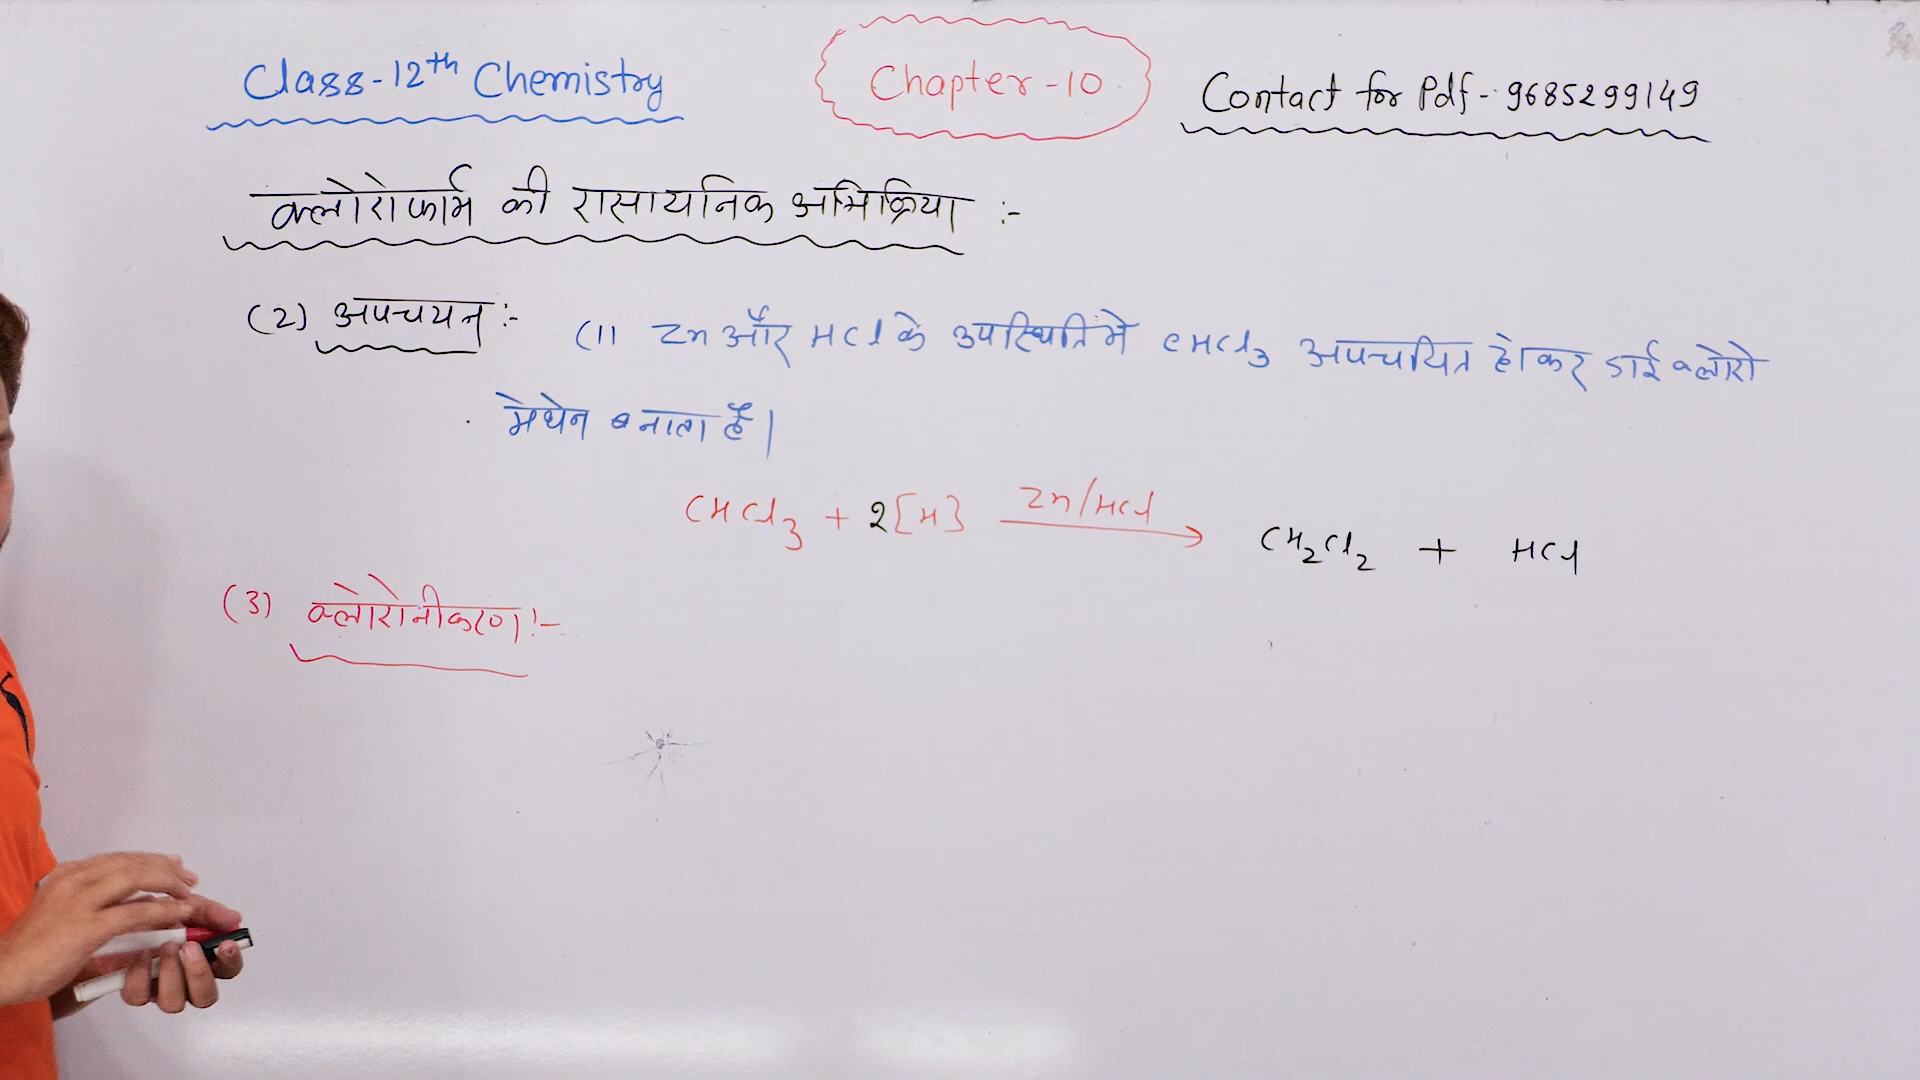 Class-12th Chemistry
Chapter-10
Contact for Pdf-9685299149
क्लोरोफार्म की रासायनिक अभिक्रिया :-
(2) अपचयन :- (1) Zn और HCl के उपस्थिति मे CHCl3 अपचयित होकर डाई क्लोरो
मेथेन बनाता है|
CHCl3 + 2[H] Zn/HCl → CH2Cl2 + HCl
(3) क्लोरोनीकरण :-